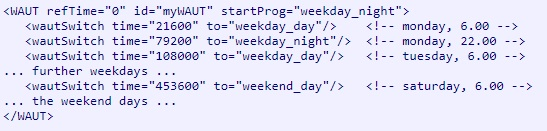 <WAUT refTime="0" id="myWAUT" startProg="weekday_night">
<wautSwitch time="21600" to="weekday_day"/> <!-- monday, 6.00 -->
<wautSwitch time="79200" to="weekday_night"/> <!-- monday, 22.00 -->
<wautSwitch time="108000" to="weekday_day"/> <!-- tuesday, 6.00 -->
... further weekdays ...
<wautSwitch time="453600" to="weekend_day"/> <!-- saturday, 6.00 -->
... the weekend days ...
</WAUT>